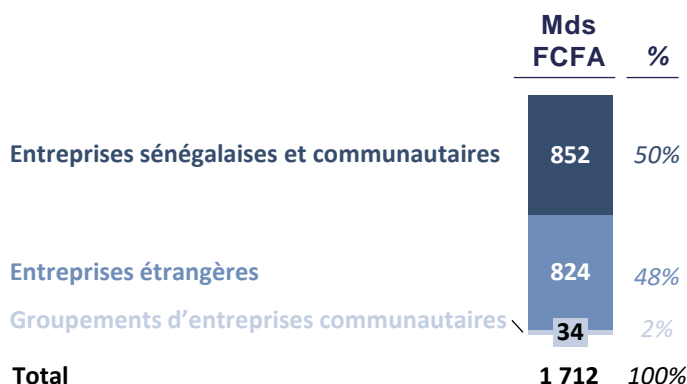 Mds
FCFA %
Entreprises sénégalaises et communautaires 852 50%
Entreprises étrangères 824 48%
Groupements d’entreprises communautaires 34 2%
Total 1 712 100%